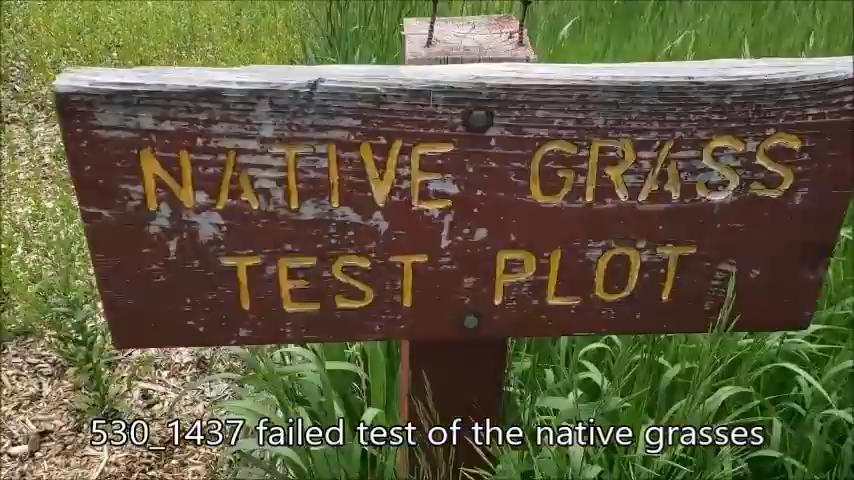 NATIVE GRASS
TEST PLOT
530_1437 failed test of the native grasses